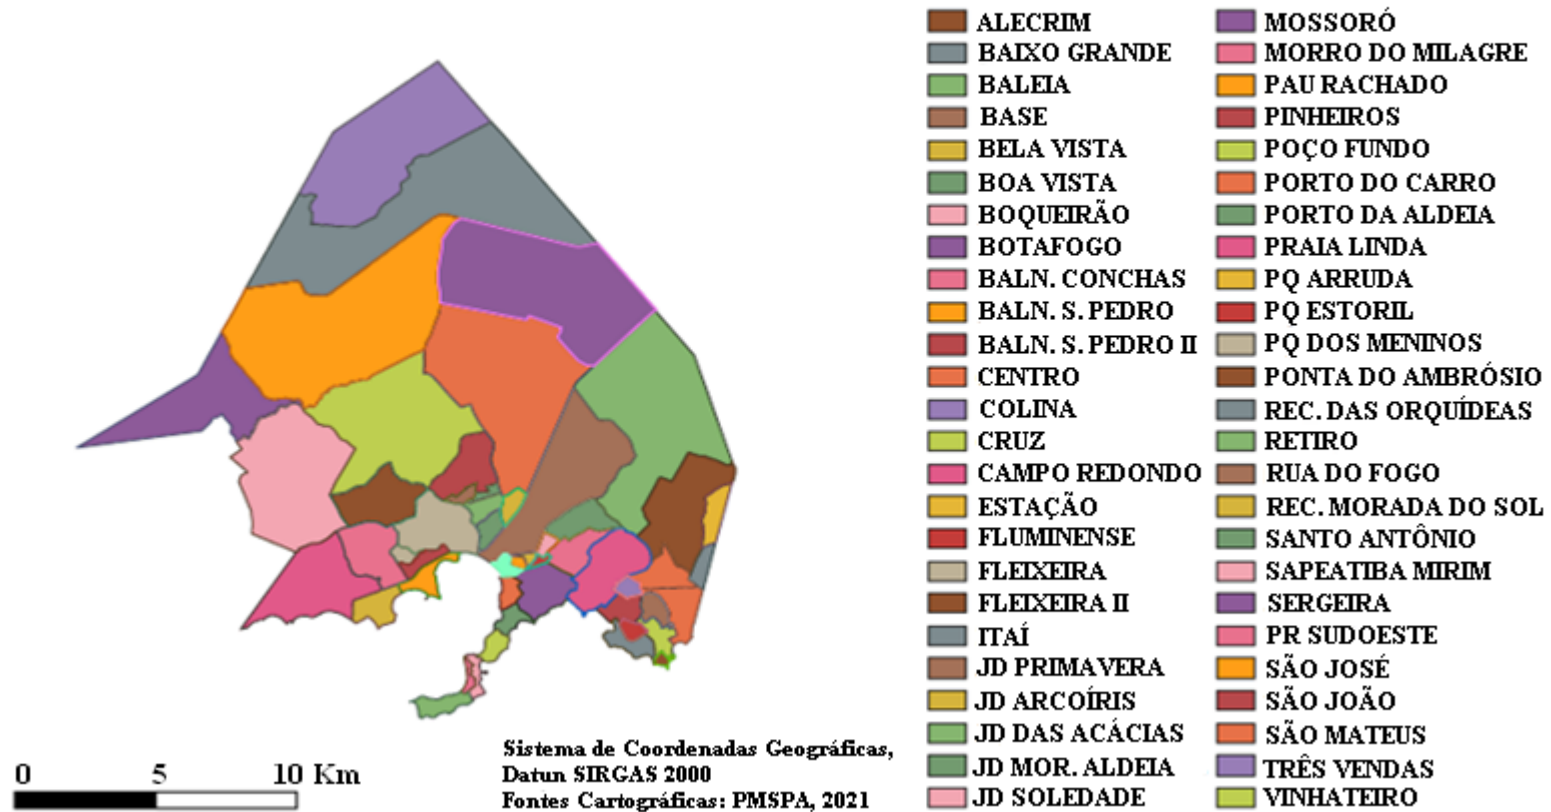 ALECRIM
BAIXO GRANDE
BALEIA
BASE
BELA VISTA
BOA VISTA
BOQUEIRÃO
BOTAFOGO
BALN. CONCHAS
BALN. S. PEDRO
BALN. S. PEDRO II
CENTRO
COLINA
CRUZ
CAMPO REDONDO
ESTAÇÃO
FLUMINENSE
FLEIXEIRA
FLEIXEIRA II
ITAÍ
JD PRIMAVERA
JD ARCOÍRIS
JD DAS ACÁCIAS
JD MOR. ALDEIA
JD SOLEDADE
MOSSORÓ
MORRO DO MILAGRE
PAU RACHADO
PINHEIROS
POÇO FUNDO
PORTO DO CARRO
PORTO DA ALDEIA
PRAIA LINDA
PQ ARRUDA
PQ ESTORIL
PQ DOS MENINOS
PONTA DO AMBRÓSIO
REC. DAS ORQUÍDEAS
RETIRO
RUA DO FOGO
REC. MORADA DO SOL
SANTO ANTÔNIO
SAPEATIBA MIRIM
SERGEIRA
PR SUDOESTE
SÃO JOSÉ
SÃO JOÃO
SÃO MATEUS
TRÊS VENDAS
VINHATEIRO
0 5 10 Km
Sistema de Coordenadas Geográficas,
Datun SIRGAS 2000
Fontes Cartográficas: PMSPA, 2021